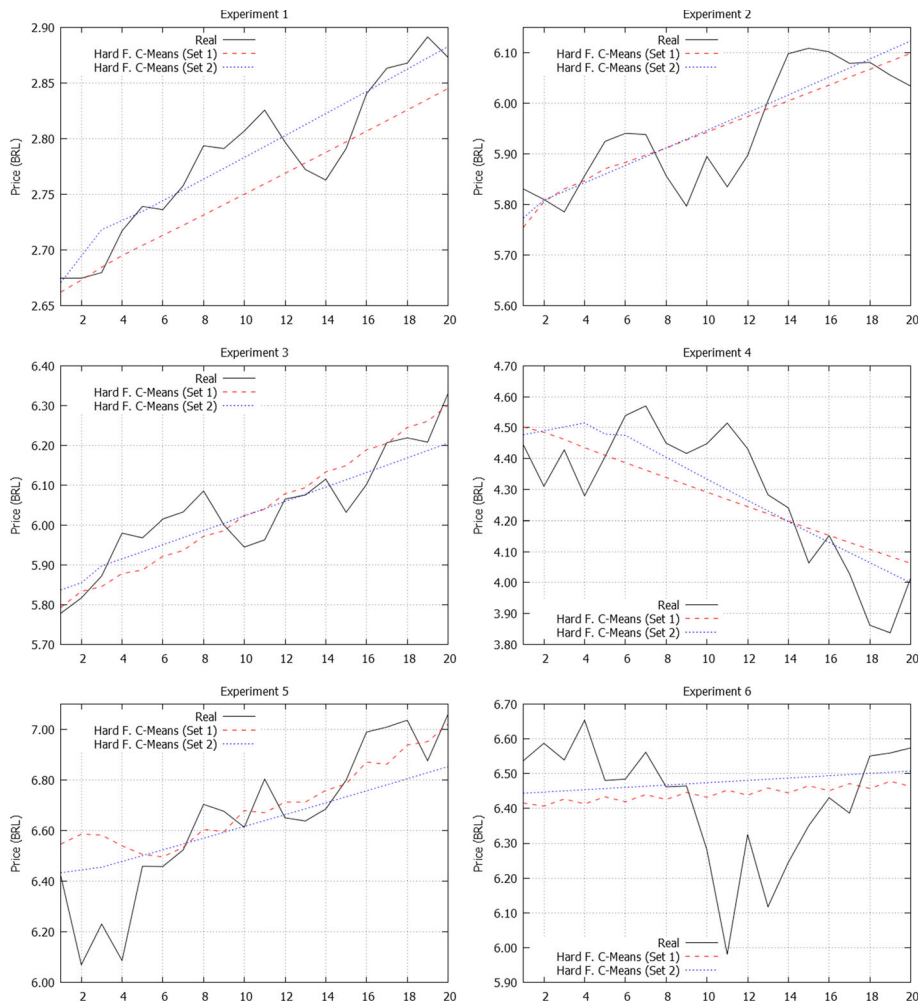 Experiment 1
Real
Hard F. C-Means (Set 1)
Hard F. C-Means (Set 2)
Price (BRL)
2.90
2.85
2.80
2.75
2.70
2.65
2 4 6 8 10 12 14 16 18 20
Experiment 2
Real
Hard F. C-Means (Set 1)
Hard F. C-Means (Set 2)
Price (BRL)
6.10
6.00
5.90
5.80
5.70
5.60
2 4 6 8 10 12 14 16 18 20
Experiment 3
Real
Hard F. C-Means (Set 1)
Hard F. C-Means (Set 2)
Price (BRL)
6.40
6.30
6.20
6.10
6.00
5.90
5.80
5.70
2 4 6 8 10 12 14 16 18 20
Experiment 4
Real
Hard F. C-Means (Set 1)
Hard F. C-Means (Set 2)
Price (BRL)
4.70
4.60
4.50
4.40
4.30
4.20
4.10
4.00
3.90
3.80
2 4 6 8 10 12 14 16 18 20
Experiment 5
Real
Hard F. C-Means (Set 1)
Hard F. C-Means (Set 2)
Price (BRL)
7.00
6.80
6.60
6.40
6.20
6.00
2 4 6 8 10 12 14 16 18 20
Experiment 6
Real
Hard F. C-Means (Set 1)
Hard F. C-Means (Set 2)
Price (BRL)
6.70
6.60
6.50
6.40
6.30
6.20
6.10
6.00
5.90
2 4 6 8 10 12 14 16 18 20